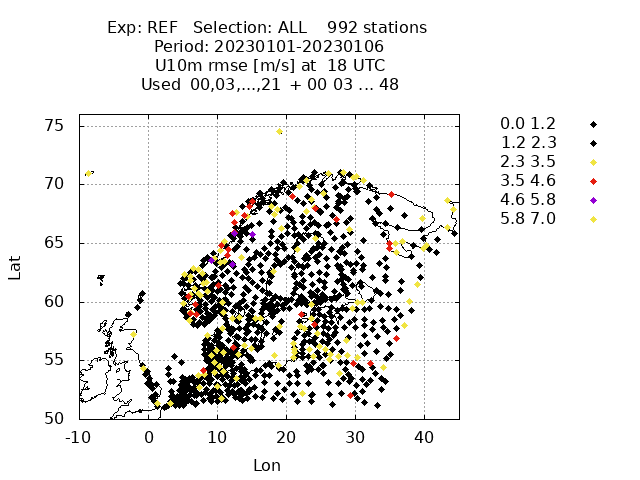 Exp: REF Selection: ALL 992 stations
Period: 20230101-20230106
U10m rmse [m/s] at 18 UTC
Used 00,03,...,21 + 00 03 ... 48
0.0 1.2
1.2 2.3
2.3 3.5
3.5 4.6
4.6 5.8
5.8 7.0
75
70
65
60
55
50
Lat
-10 0 10 20 30 40
Lon